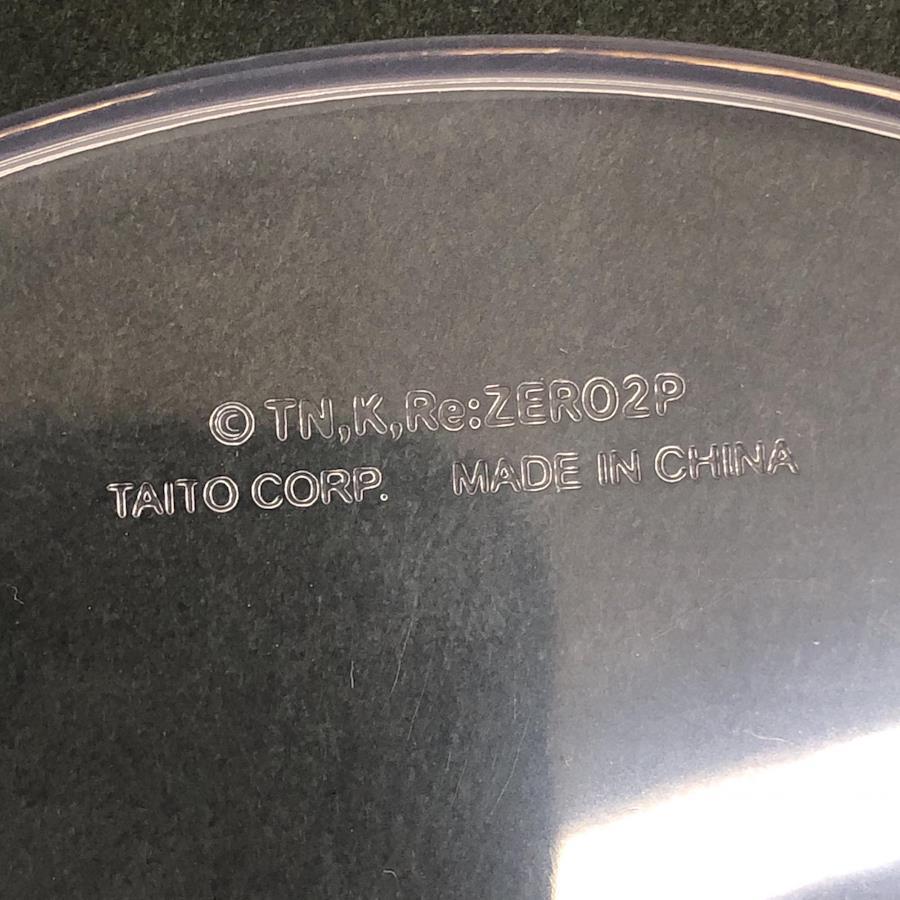 © TN,K,Re:ZERO2P
TAITO CORP. MADE IN CHINA